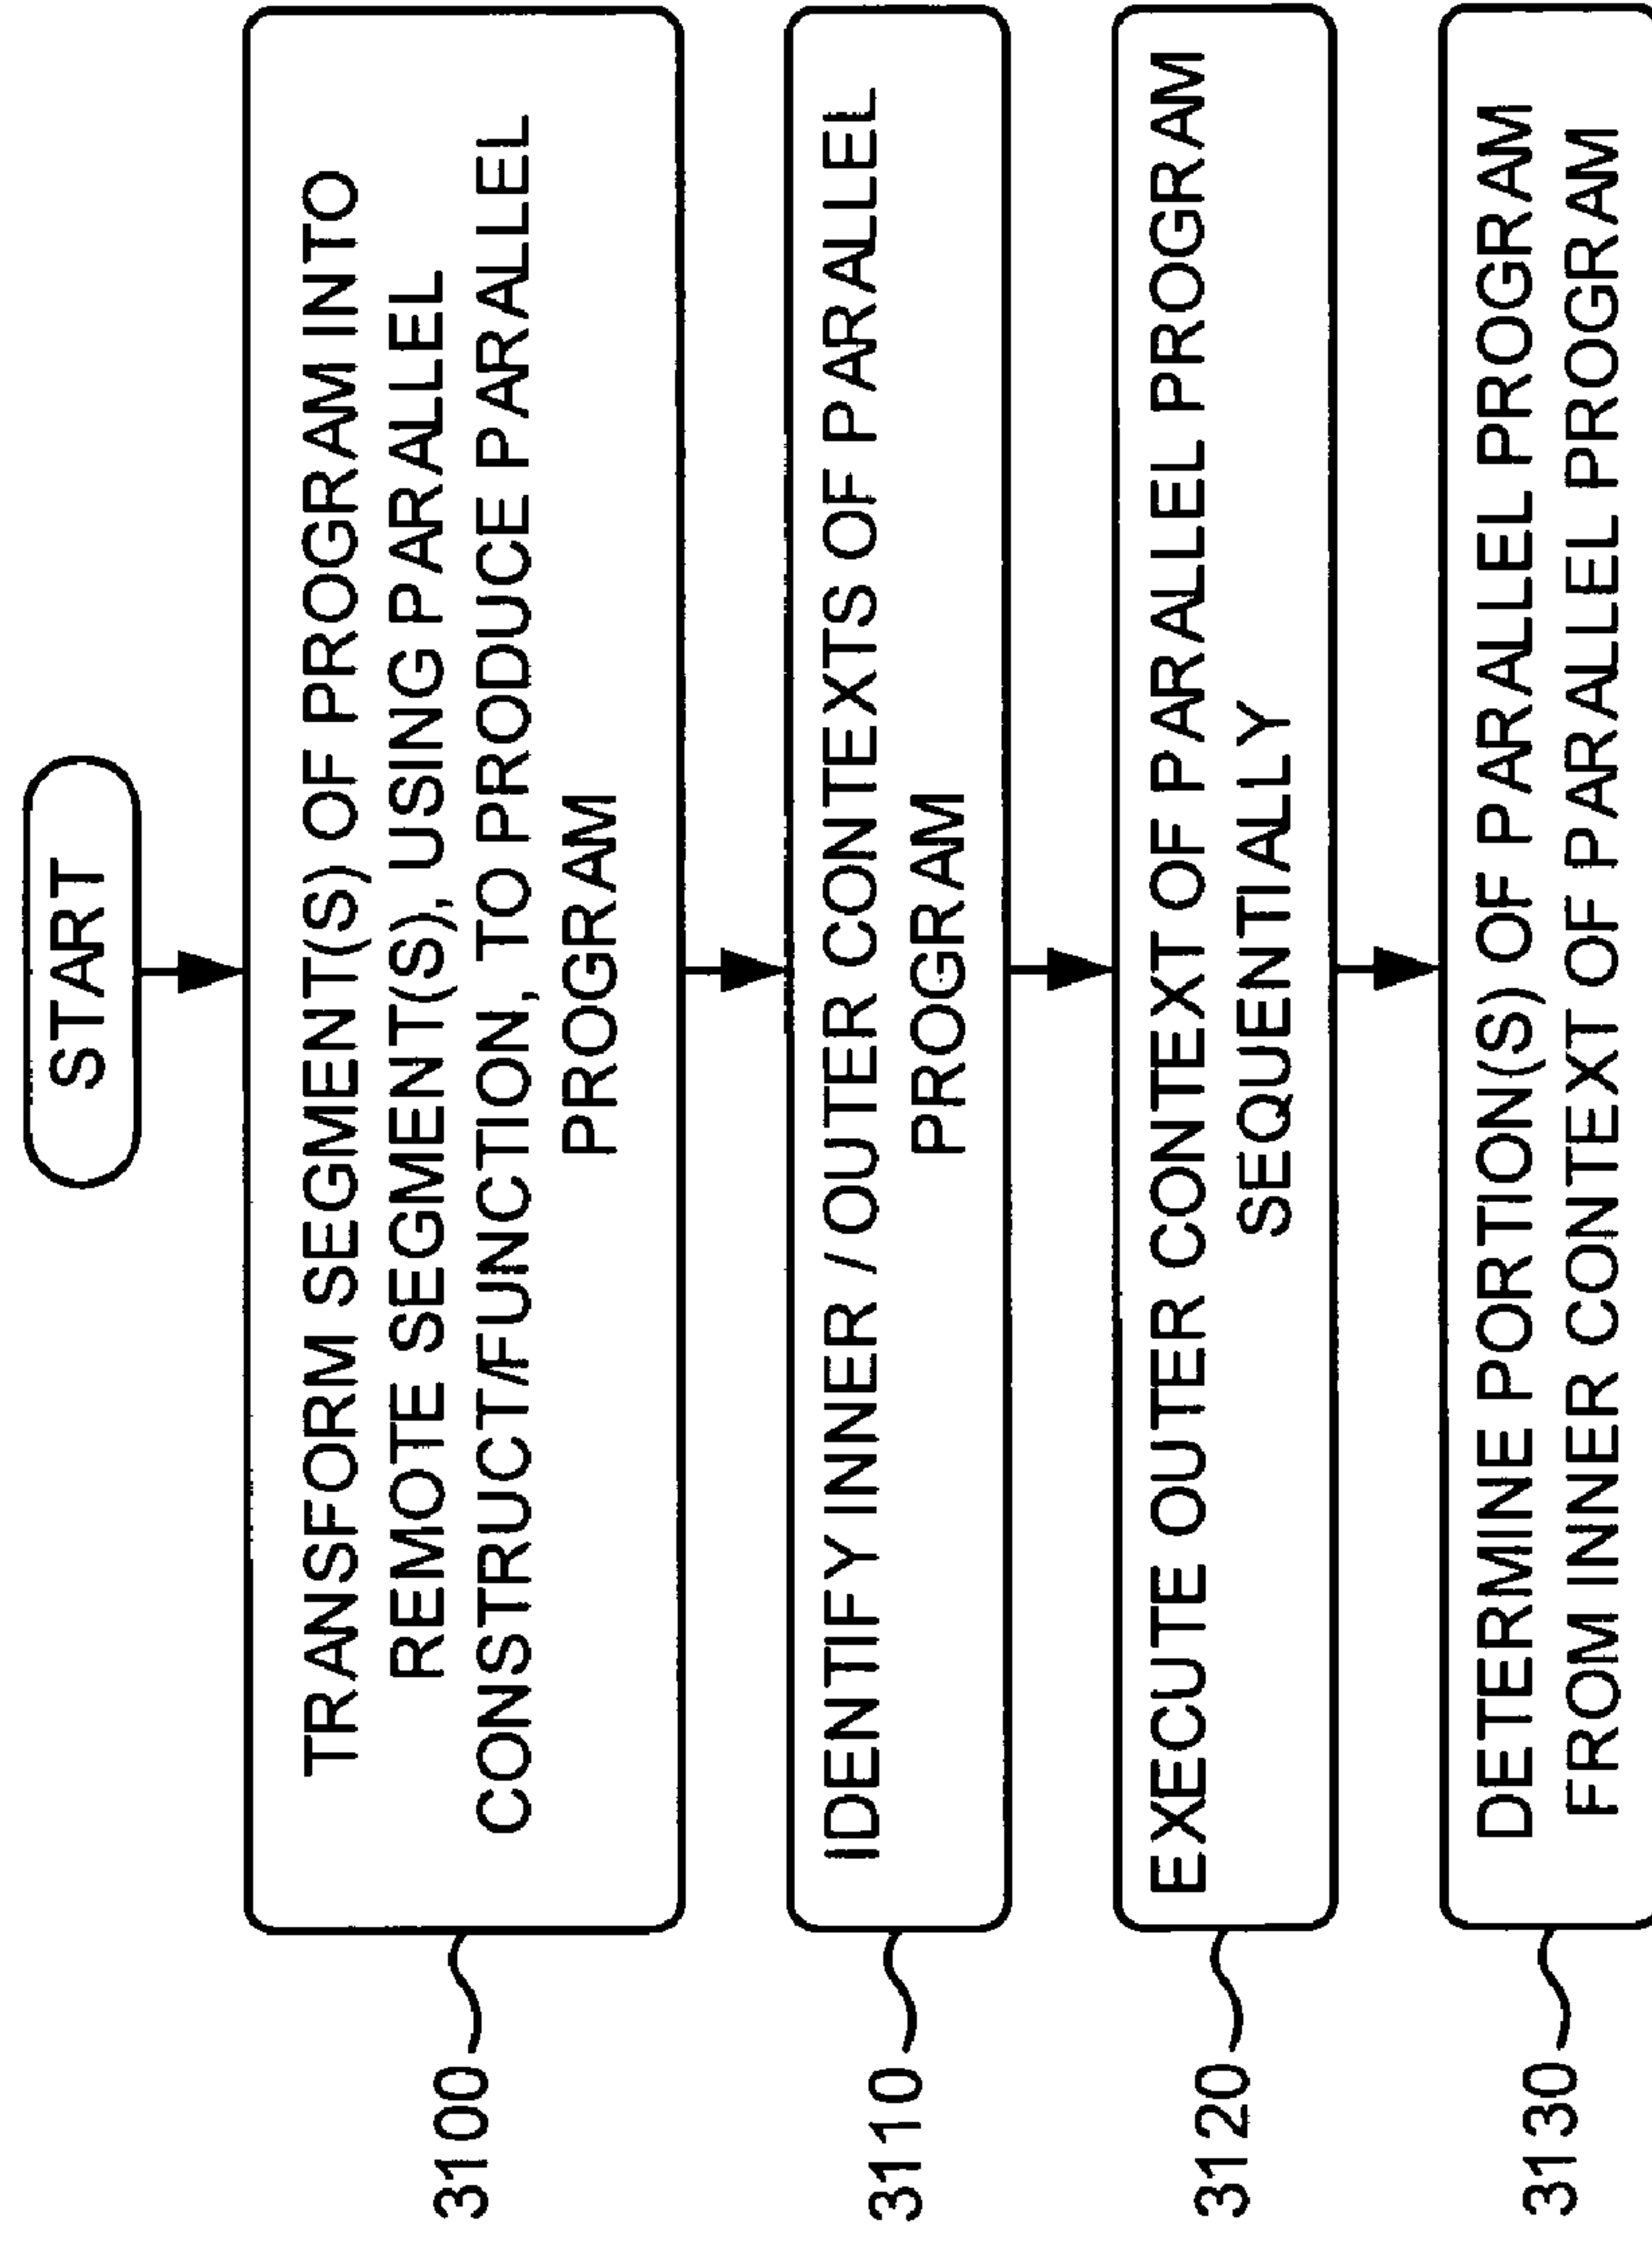 START
TRANSFORM SEGMENT(S) OF PROGRAM INTO
REMOTE SEGMENT(S), USING PARALLEL
CONSTRUCT/FUNCTION, TO PRODUCE PARALLEL
PROGRAM
3100
IDENTIFY INNER / OUTER CONTEXTS OF PARALLEL
PROGRAM
3110
EXECUTE OUTER CONTEXT OF PARALLEL PROGRAM
SEQUENTIALLY
3120
DETERMINE PORTION(S) OF PARALLEL PROGRAM
FROM INNER CONTEXT OF PARALLEL PROGRAM
3130